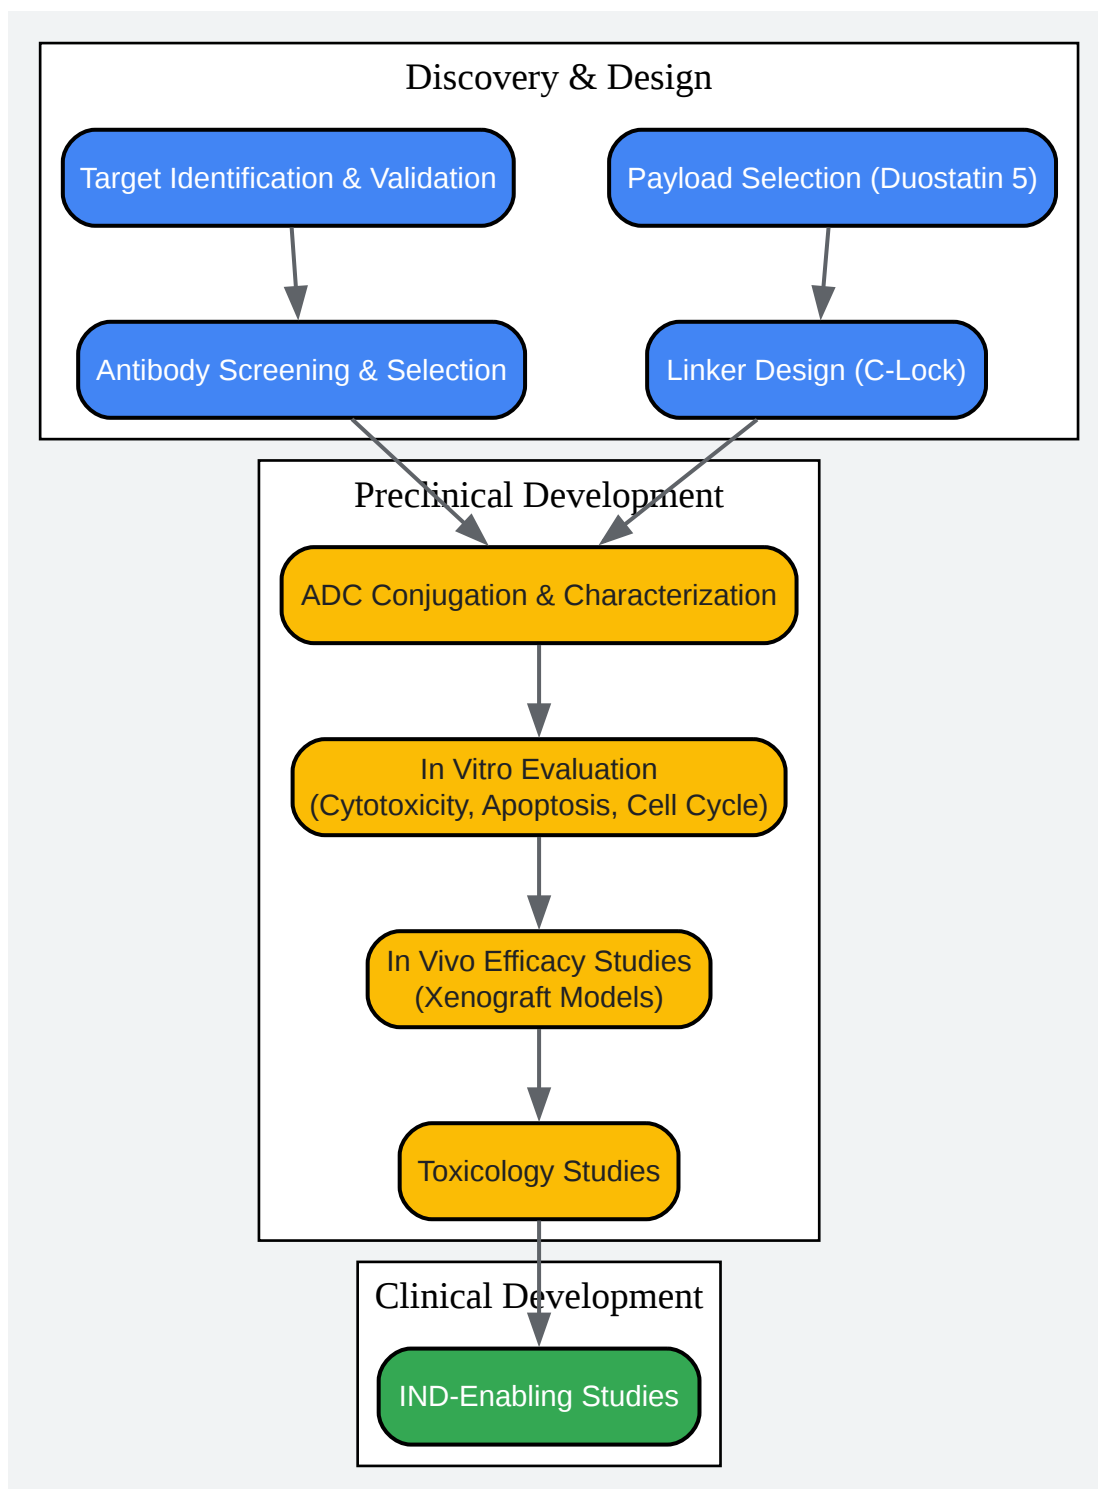 Discovery & Design
Target Identification & Validation
Payload Selection (Duostatin 5)
Antibody Screening & Selection
Linker Design (C-Lock)
Preclinical Development
ADC Conjugation & Characterization
In Vitro Evaluation
(Cytotoxicity, Apoptosis, Cell Cycle)
In Vivo Efficacy Studies
(Xenograft Models)
Toxicology Studies
Clinical Development
IND-Enabling Studies